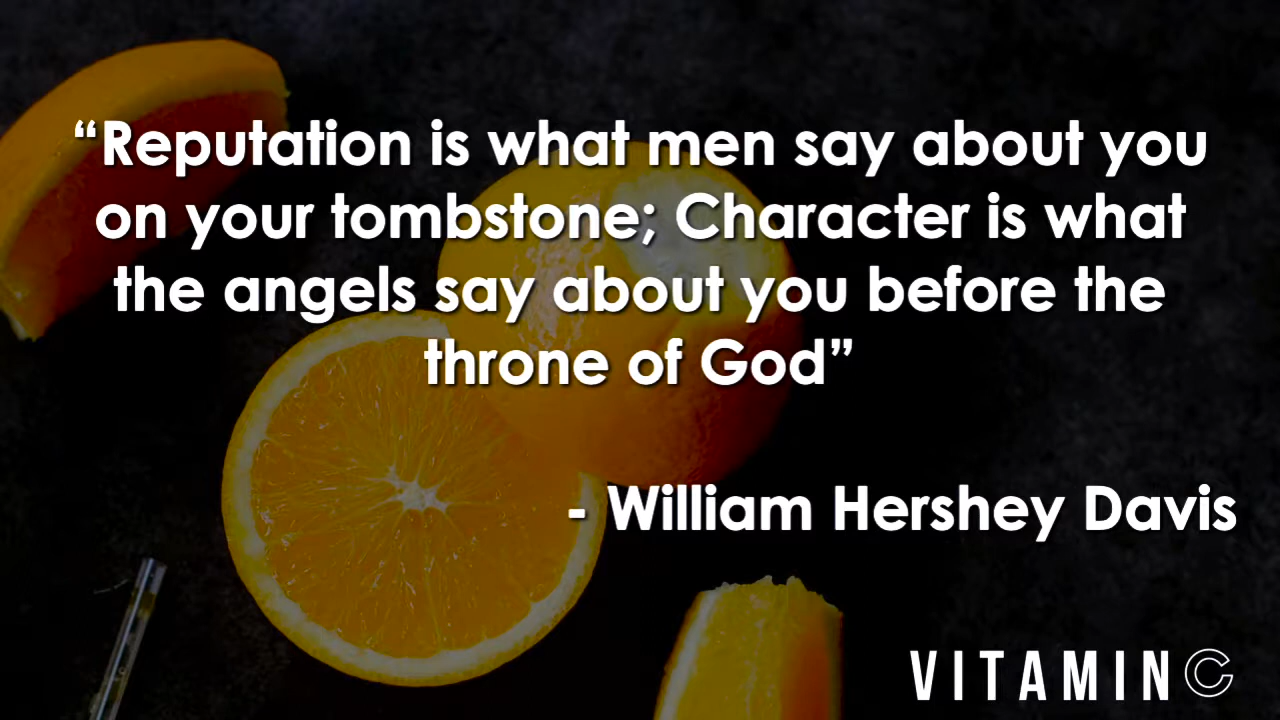 “Reputation is what men say about you
on your tombstone; Character is what
the angels say about you before the
throne of God”
- William Hershey Davis
VITAMIN C